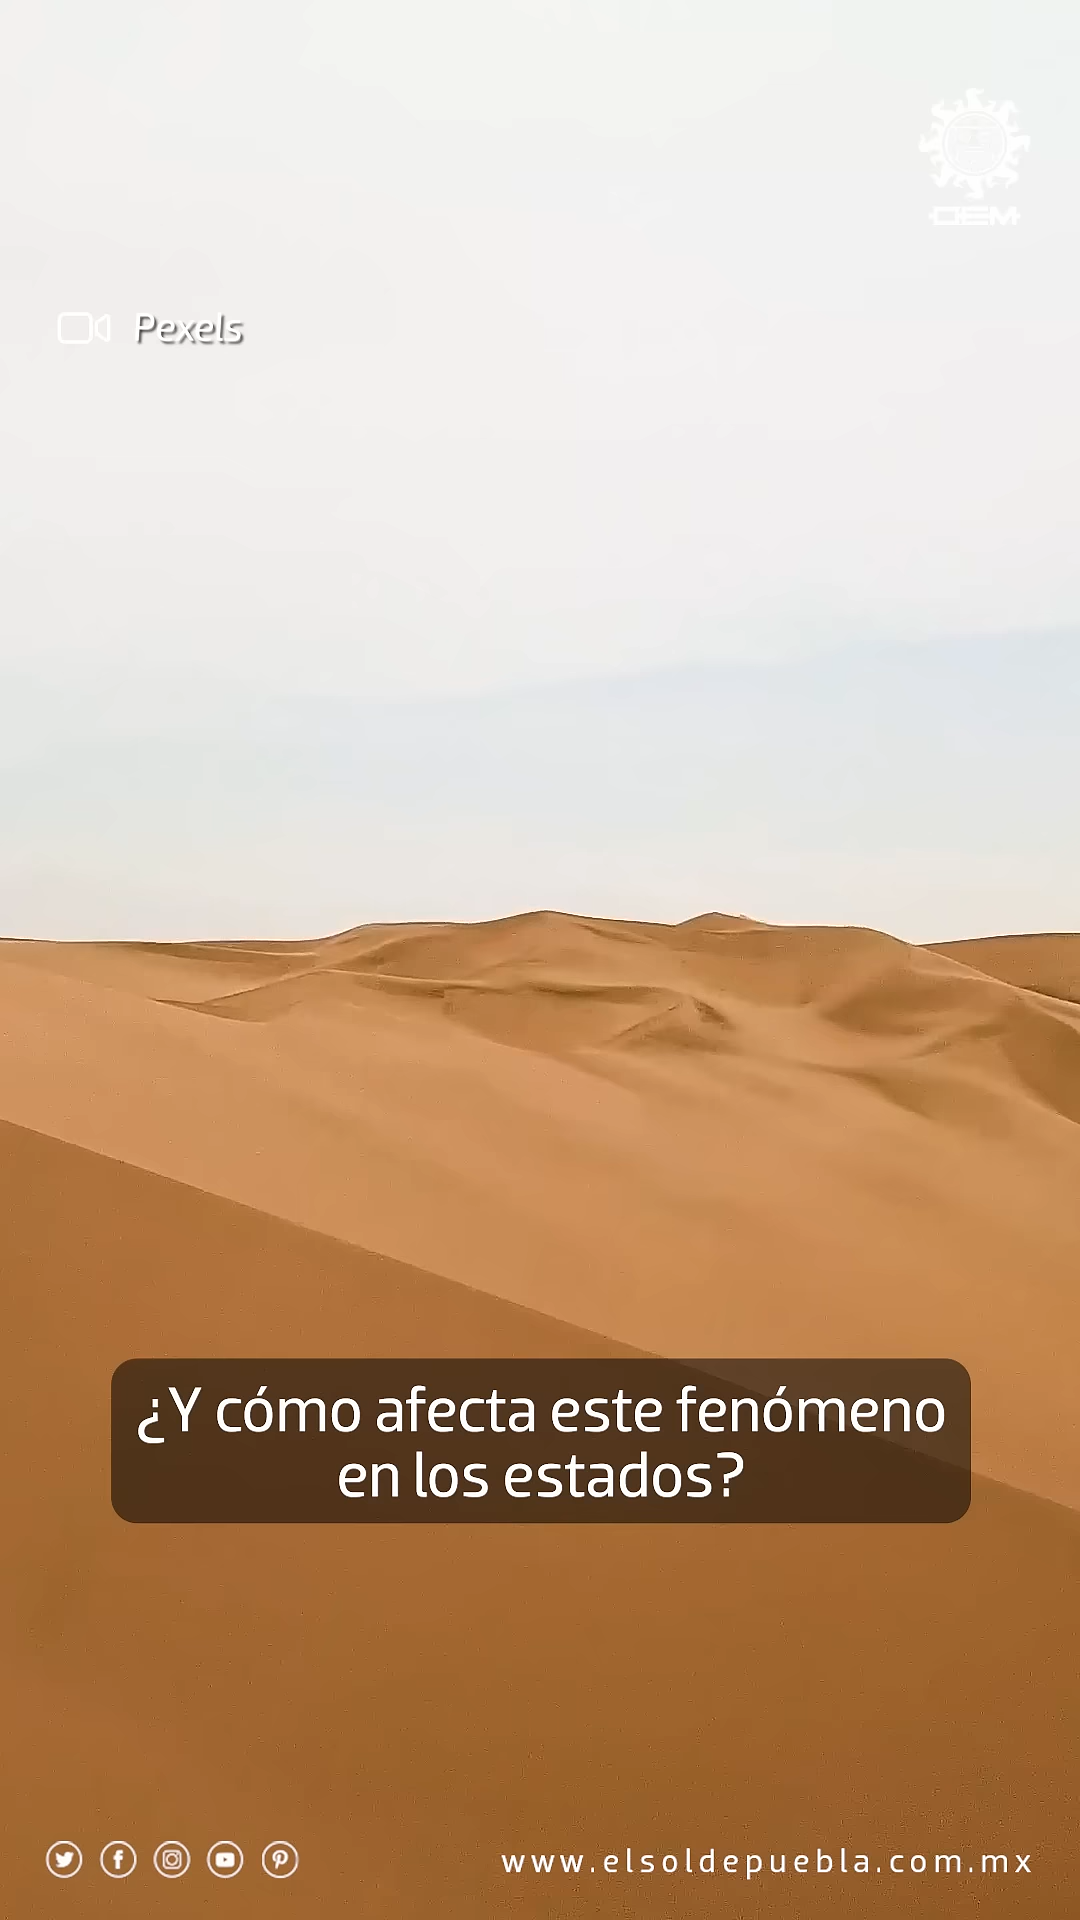 OEM
Pexels
¿Y cómo afecta este fenómeno
en los estados?
www.elsoldepuebla.com.mx